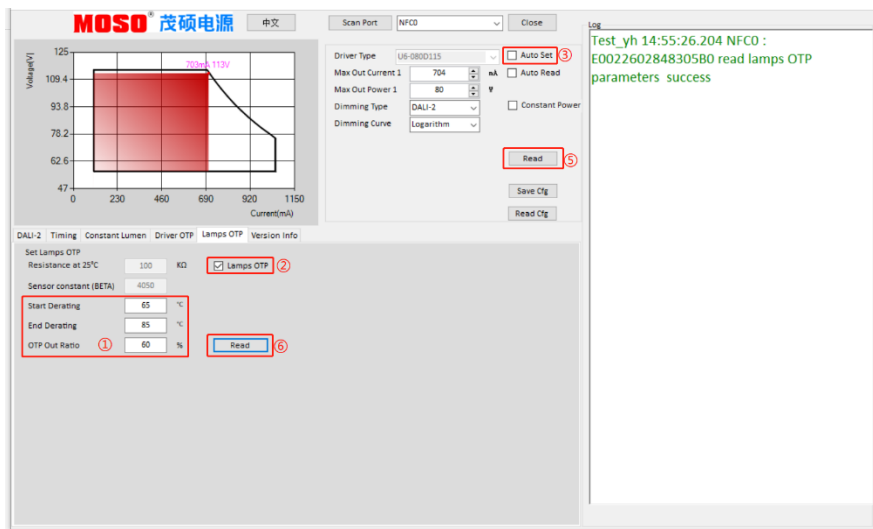 MOSO® 茂硕电源 中文
Scan Port NFC0 Close
Log
Test_yh 14:55:26.204 NFC0 :
E0022602848305B0 read lamps OTP
parameters success
Voltage(V)
125
109.4
93.8
78.2
62.6
47
703mA 113V
0 230 460 690 920 1150
Current(mA)
Driver Type U6-080D115 Auto Set ③
Max Out Current 1 704 mA Auto Read
Max Out Power 1 80 W
Dimming Type DALI-2 Constant Power
Dimming Curve Logarithm
Read ⑤
Save Cfg
Read Cfg
DALI-2 Timing Constant Lumen Driver OTP Lamps OTP Version Info
Set Lamps OTP
Resistance at 25℃ 100 KΩ Lamps OTP ②
Sensor constant (BETA) 4050
Start Derating 65 ℃
End Derating 85 ℃
OTP Out Ratio ① 60 % Read ⑥